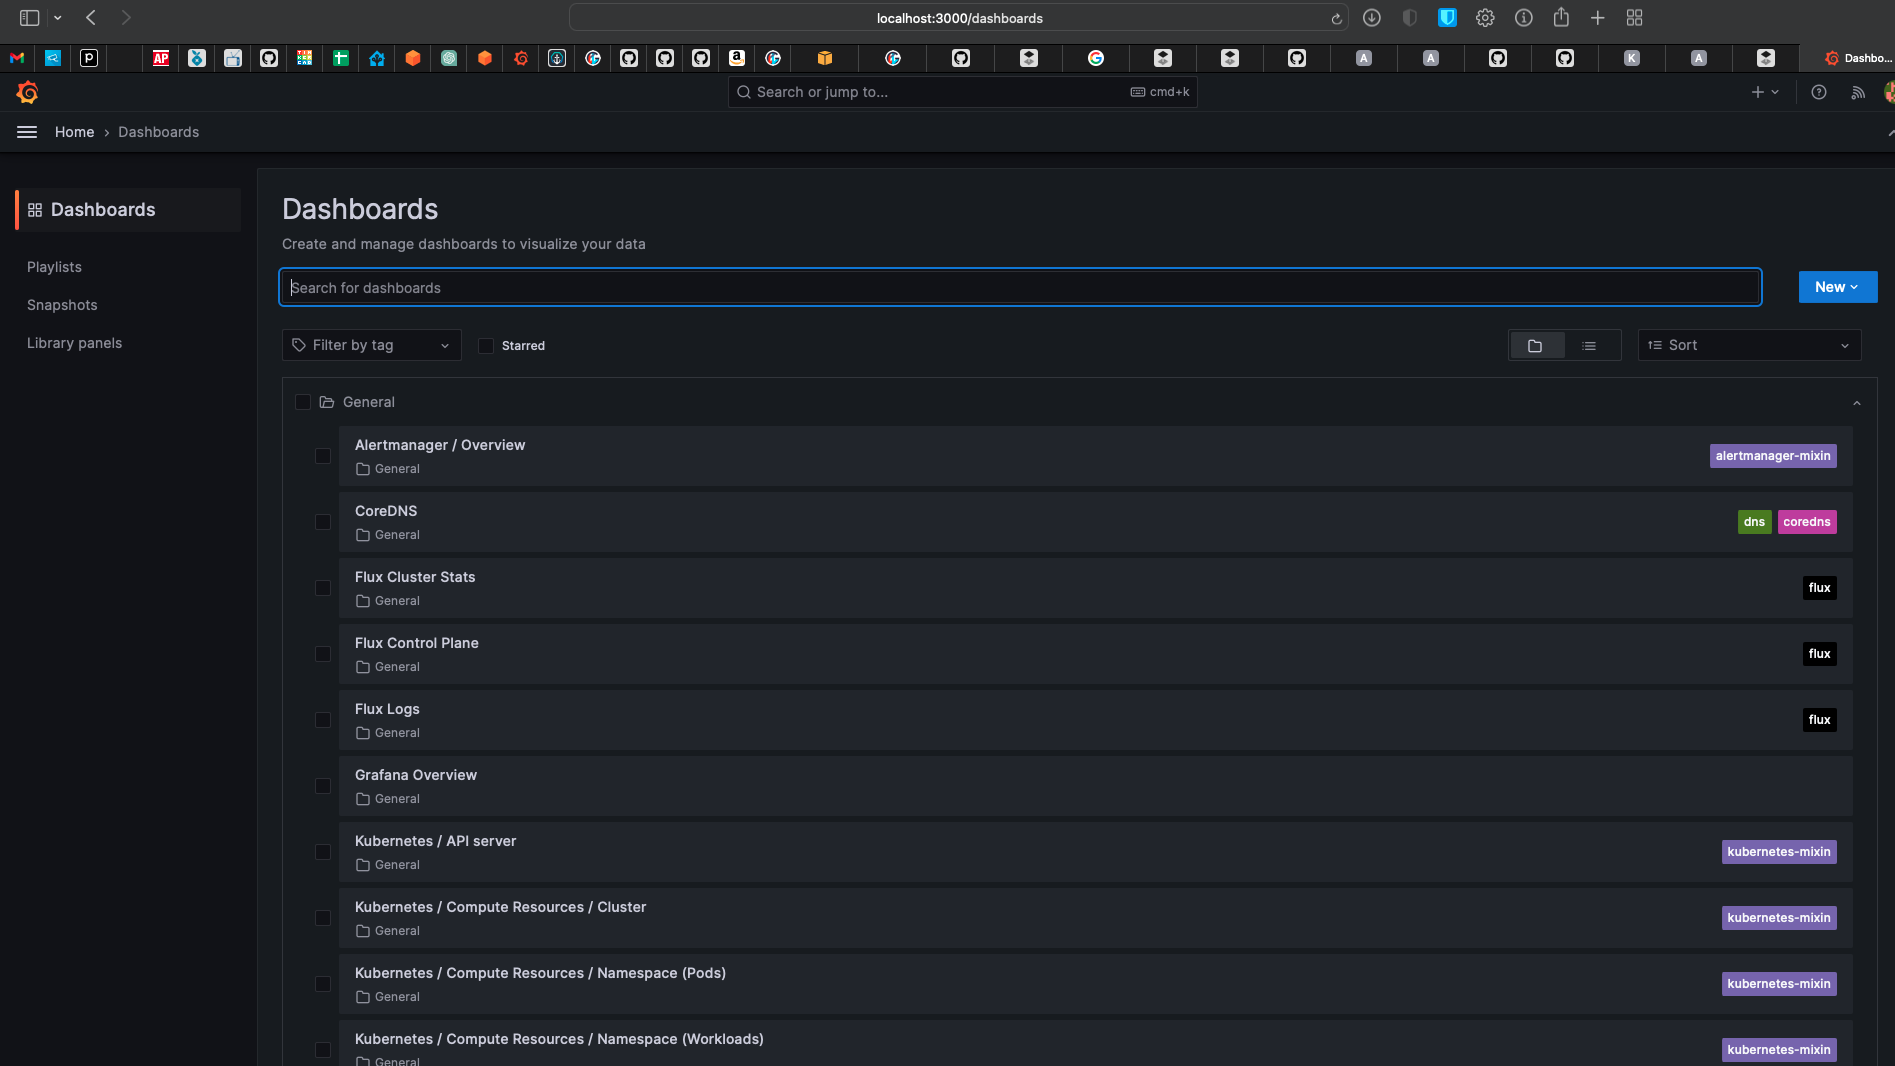 localhost:3000/dashboards
Dashbo...
Search or jump to...
cmd+k
Home › Dashboards
Dashboards
Playlists
Snapshots
Library panels
Dashboards
Create and manage dashboards to visualize your data
Search for dashboards
New
Filter by tag
Starred
Sort
General
Alertmanager / Overview
General
alertmanager-mixin
CoreDNS
General
dns coredns
Flux Cluster Stats
General
flux
Flux Control Plane
General
flux
Flux Logs
General
flux
Grafana Overview
General
Kubernetes / API server
General
kubernetes-mixin
Kubernetes / Compute Resources / Cluster
General
kubernetes-mixin
Kubernetes / Compute Resources / Namespace (Pods)
General
kubernetes-mixin
Kubernetes / Compute Resources / Namespace (Workloads)
General
kubernetes-mixin